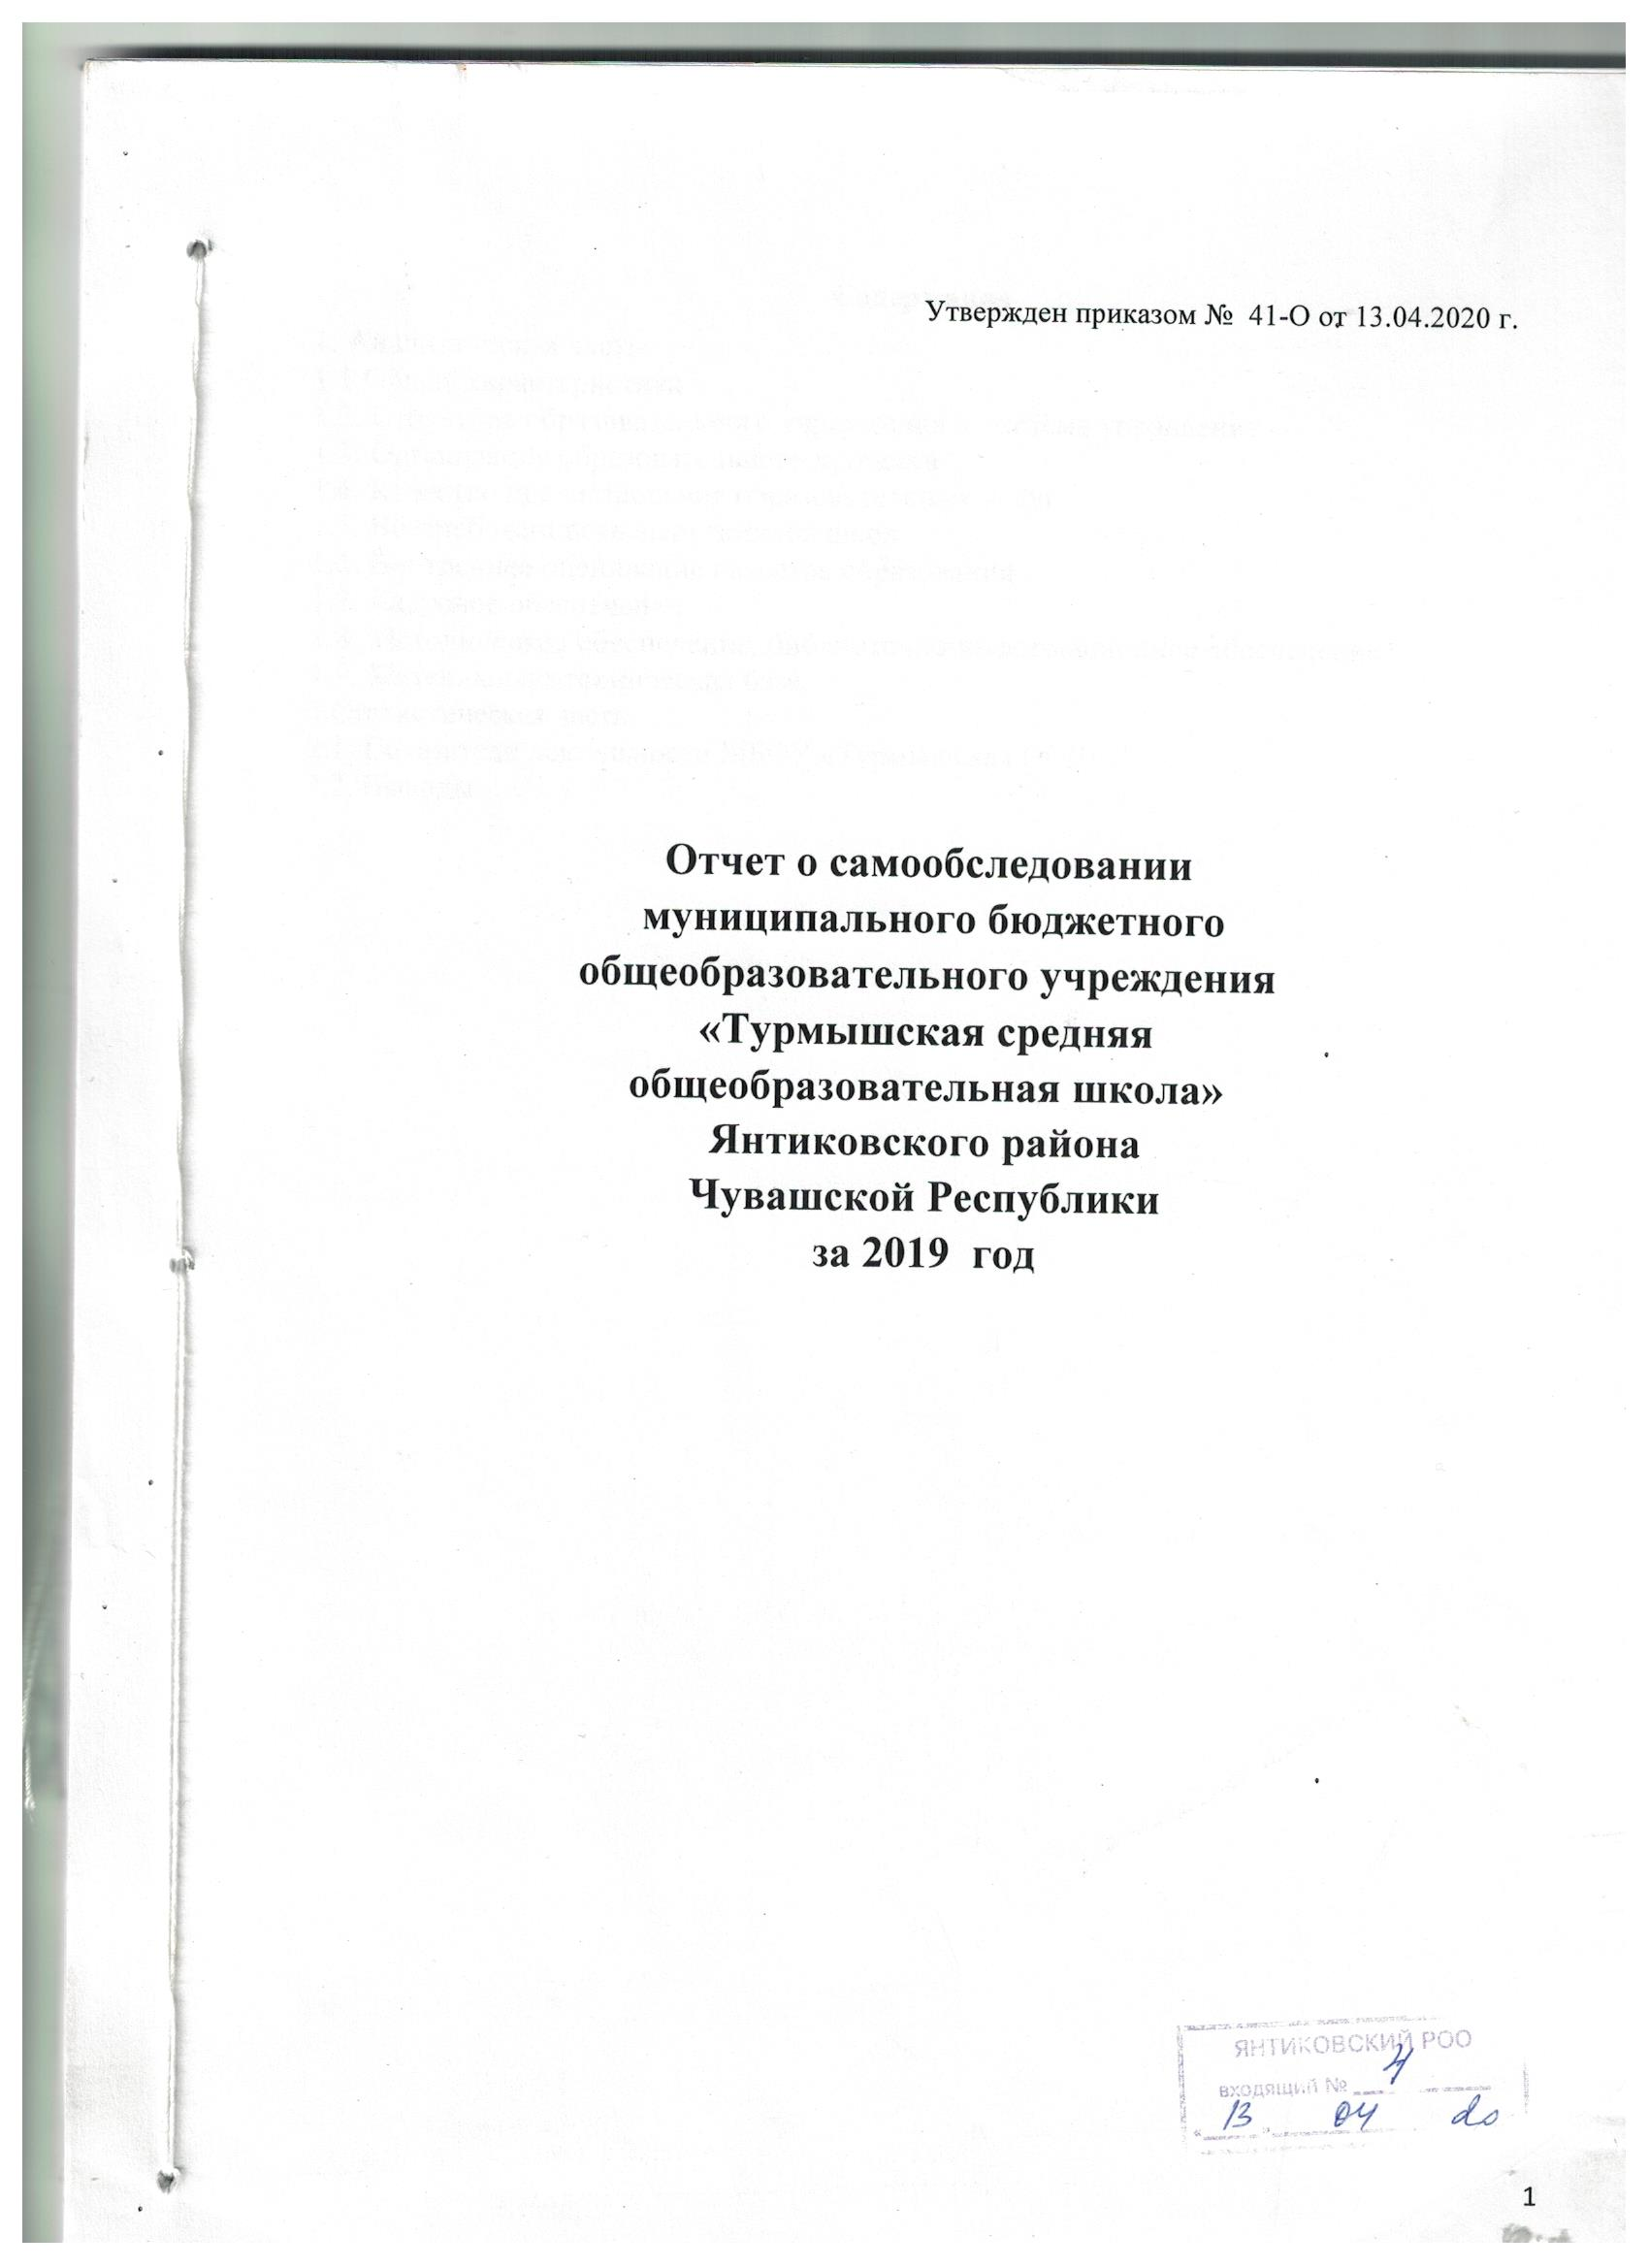 Утвержден приказом № 41-О от 13.04.2020 г.
Отчет о самообследовании
муниципального бюджетного
общеобразовательного учреждения
«Турмышская средняя
общеобразовательная школа»
Янтиковского района
Чувашской Республики
за 2019 год
ЯНТИКОВСКИЙ РОО
входящий № 4
« 13 » 04 20
1